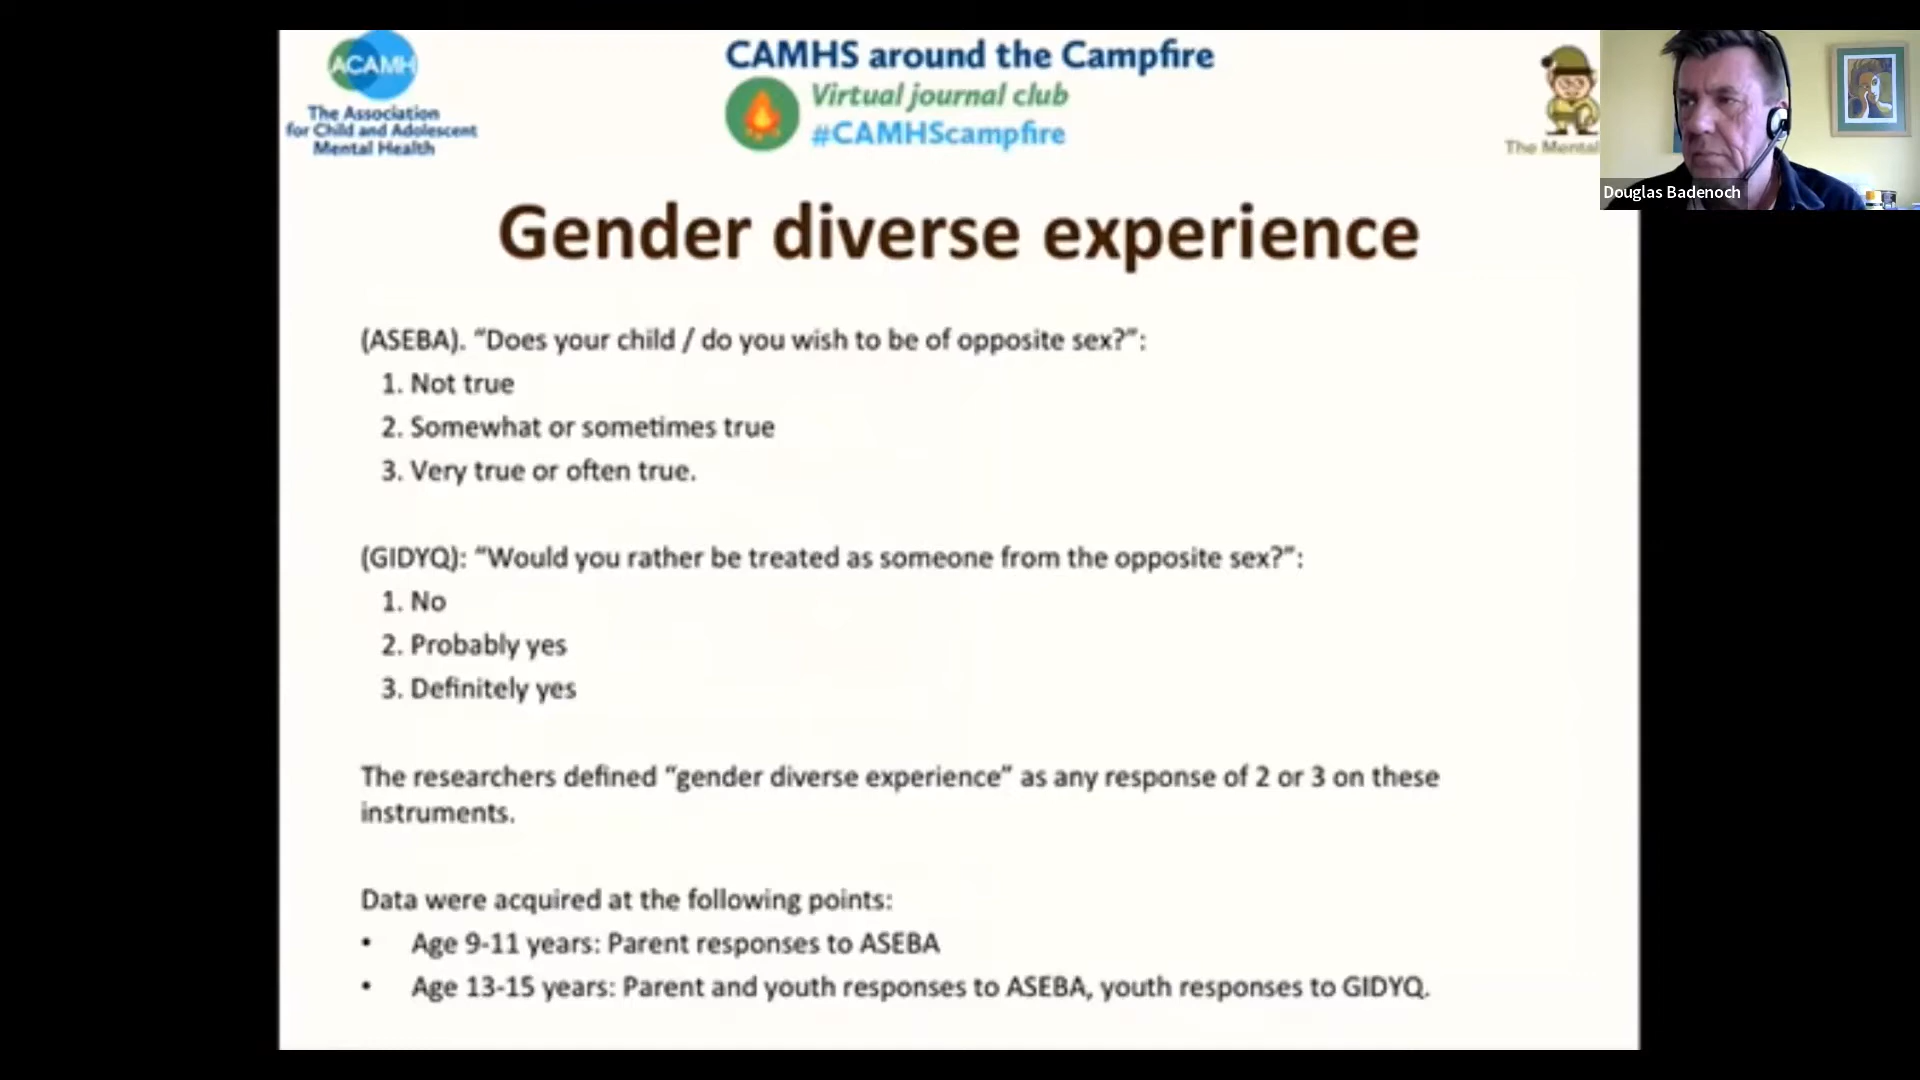 ACAMH
The Association
for Child and Adolescent
Mental Health
CAMHS around the Campfire
Virtual journal club
#CAMHScampfire
The Mental
Douglas Badenoch
Gender diverse experience
(ASEBA). “Does your child / do you wish to be of opposite sex?”:
1. Not true
2. Somewhat or sometimes true
3. Very true or often true.
(GIDYQ): “Would you rather be treated as someone from the opposite sex?”:
1. No
2. Probably yes
3. Definitely yes
The researchers defined “gender diverse experience” as any response of 2 or 3 on these
instruments.
Data were acquired at the following points:
• Age 9-11 years: Parent responses to ASEBA
• Age 13-15 years: Parent and youth responses to ASEBA, youth responses to GIDYQ.